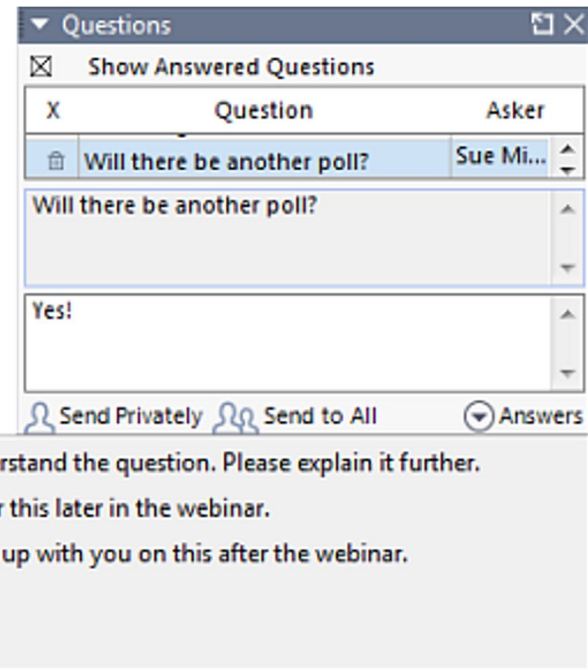 Questions
Show Answered Questions
X Question Asker
Will there be another poll? Sue Mi...
Will there be another poll?
Yes!
Send Privately Send to All Answers
rstand the question. Please explain it further.
r this later in the webinar.
up with you on this after the webinar.